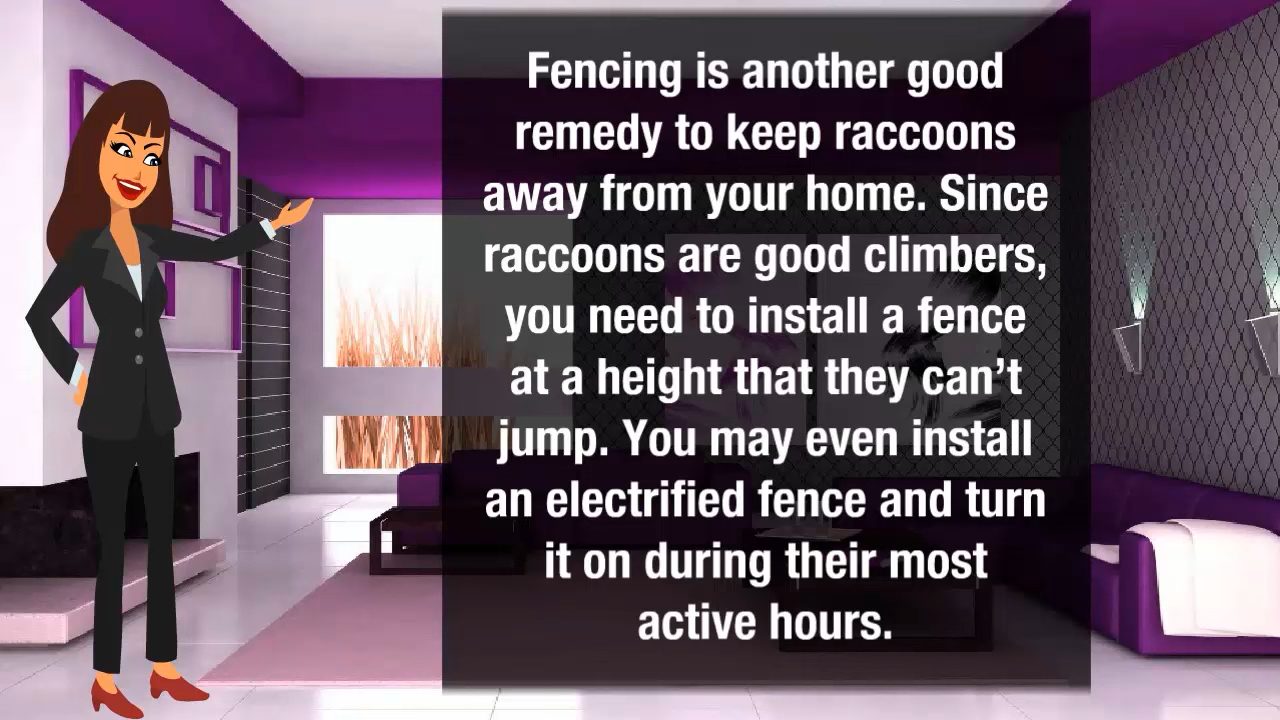 Fencing is another good
remedy to keep raccoons
away from your home. Since
raccoons are good climbers,
you need to install a fence
at a height that they can’t
jump. You may even install
an electrified fence and turn
it on during their most
active hours.